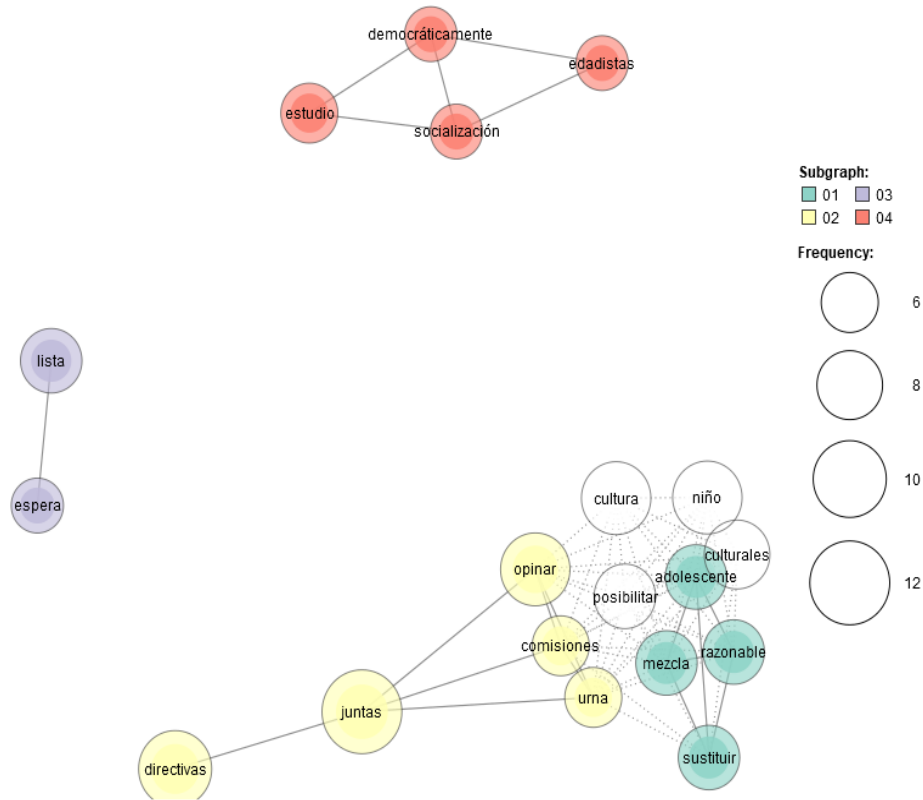 democráticamente
edadistas
estudio
socialización
Subgraph:
01 03
02 04
Frequency:
6
8
10
12
lista
espera
cultura
niño
culturales
opinar
adolescente
posibilitar
comisiones
razonable
mezcla
urna
juntas
directivas
sustituir